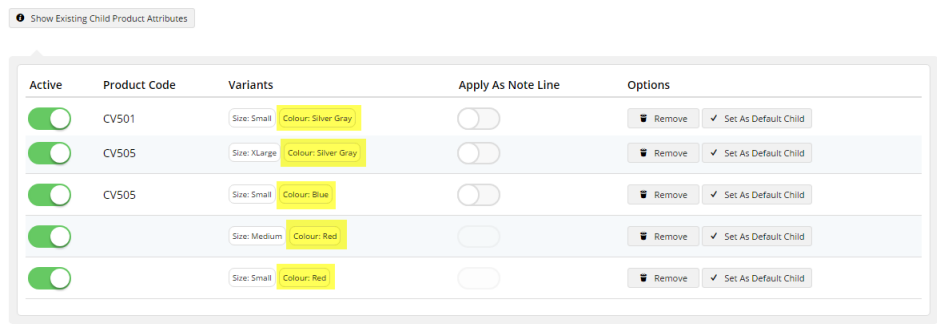 Show Existing Child Product Attributes
Active Product Code Variants Apply As Note Line Options
CV501 Size: Small Colour: Silver Gray Remove Set As Default Child
CV505 Size: XLarge Colour: Silver Gray Remove Set As Default Child
CV505 Size: Small Colour: Blue Remove Set As Default Child
Size: Medium Colour: Red Remove Set As Default Child
Size: Small Colour: Red Remove Set As Default Child